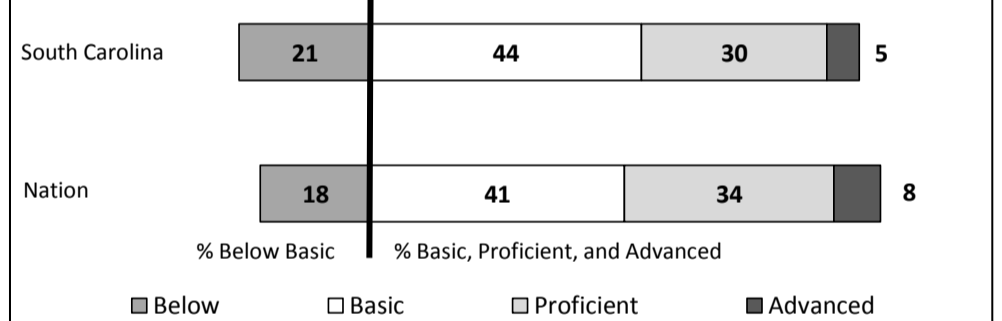 South Carolina 21 44 30 5
Nation 18 41 34 8
% Below Basic % Basic, Proficient, and Advanced
Below Basic Proficient Advanced